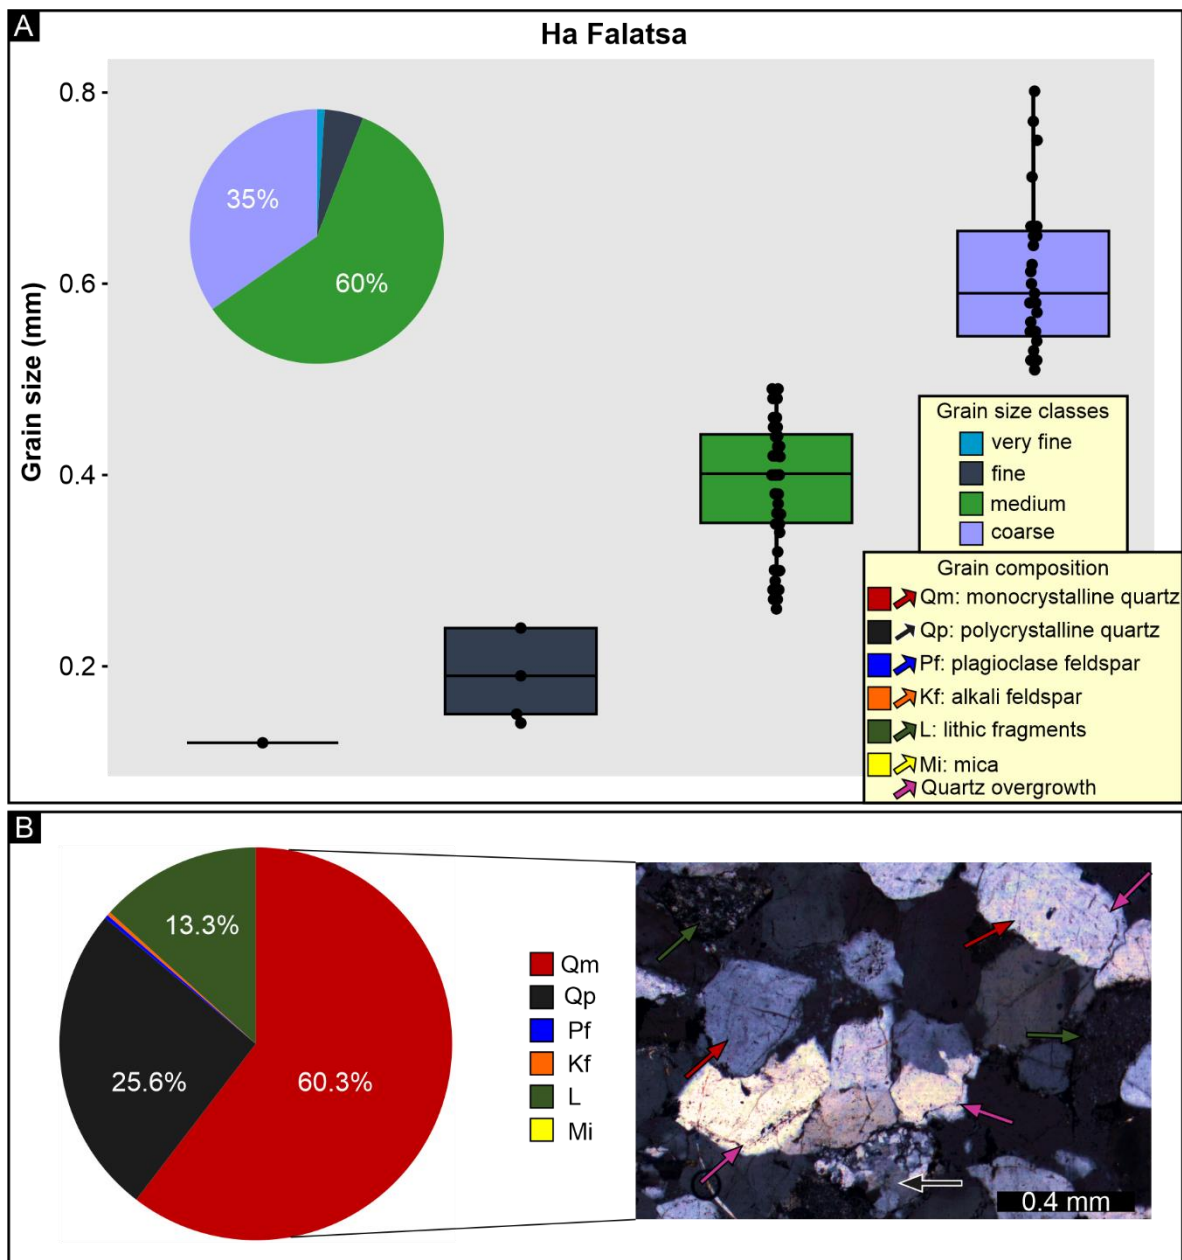 A
Ha Falatsa
Grain size (mm)
0.8
0.6
0.4
0.2
35%
60%
Grain size classes
very fine
fine
medium
coarse
Grain composition
Qm: monocrystalline quartz
Qp: polycrystalline quartz
Pf: plagioclase feldspar
Kf: alkali feldspar
L: lithic fragments
Mi: mica
Quartz overgrowth
B
13.3%
25.6%
60.3%
Qm
Qp
Pf
Kf
L
Mi
0.4 mm